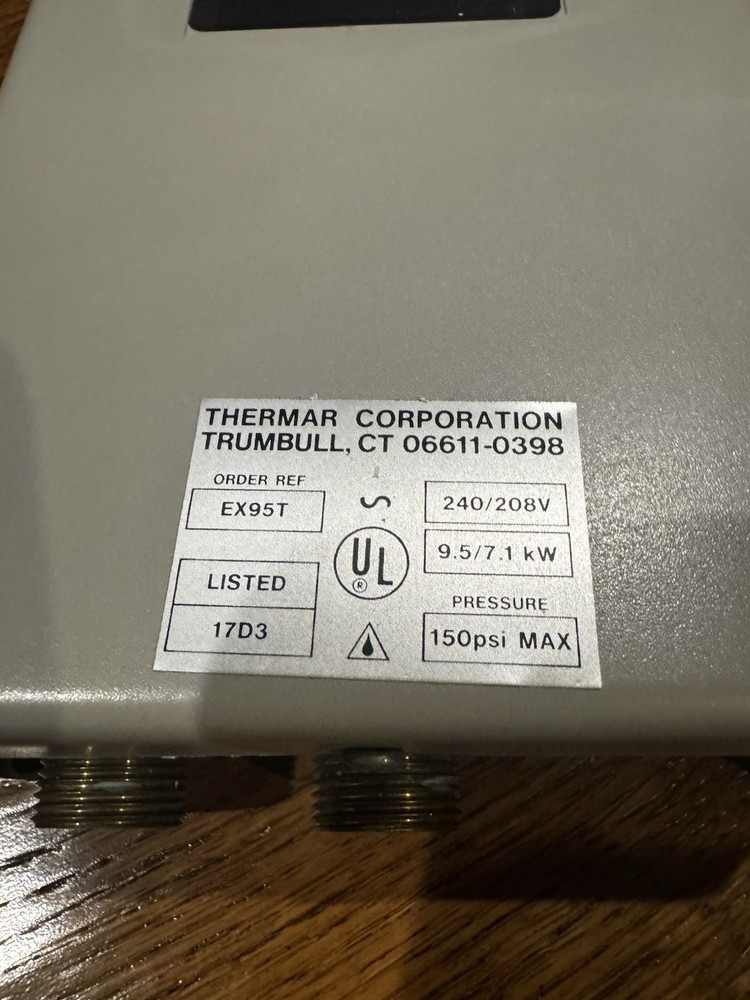 THERMAR CORPORATION
TRUMBULL, CT 06611-0398
ORDER REF
EX95T
LISTED
17D3
UL
®
240/208V
9.5/7.1 kW
PRESSURE
150psi MAX